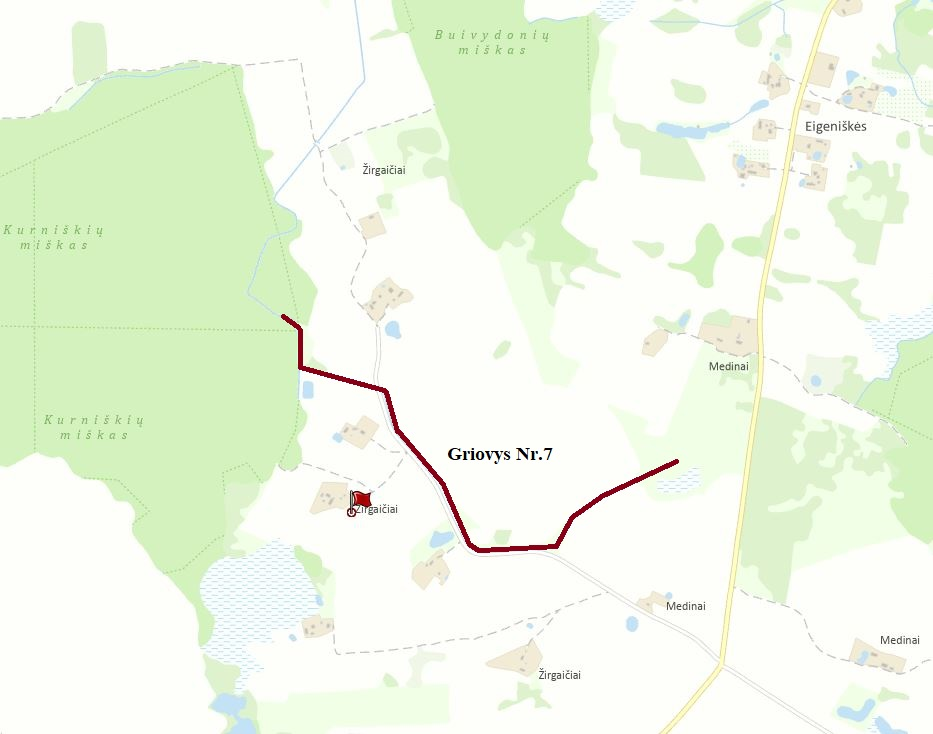 Buivydonių
miškas
Eigeniškės
Žirgaičiai
Kurniškių
miškas
Medinai
Kurniškių
miškas
Griovys Nr.7
Žirgaičiai
Medinai
Medinai
Žirgaičiai